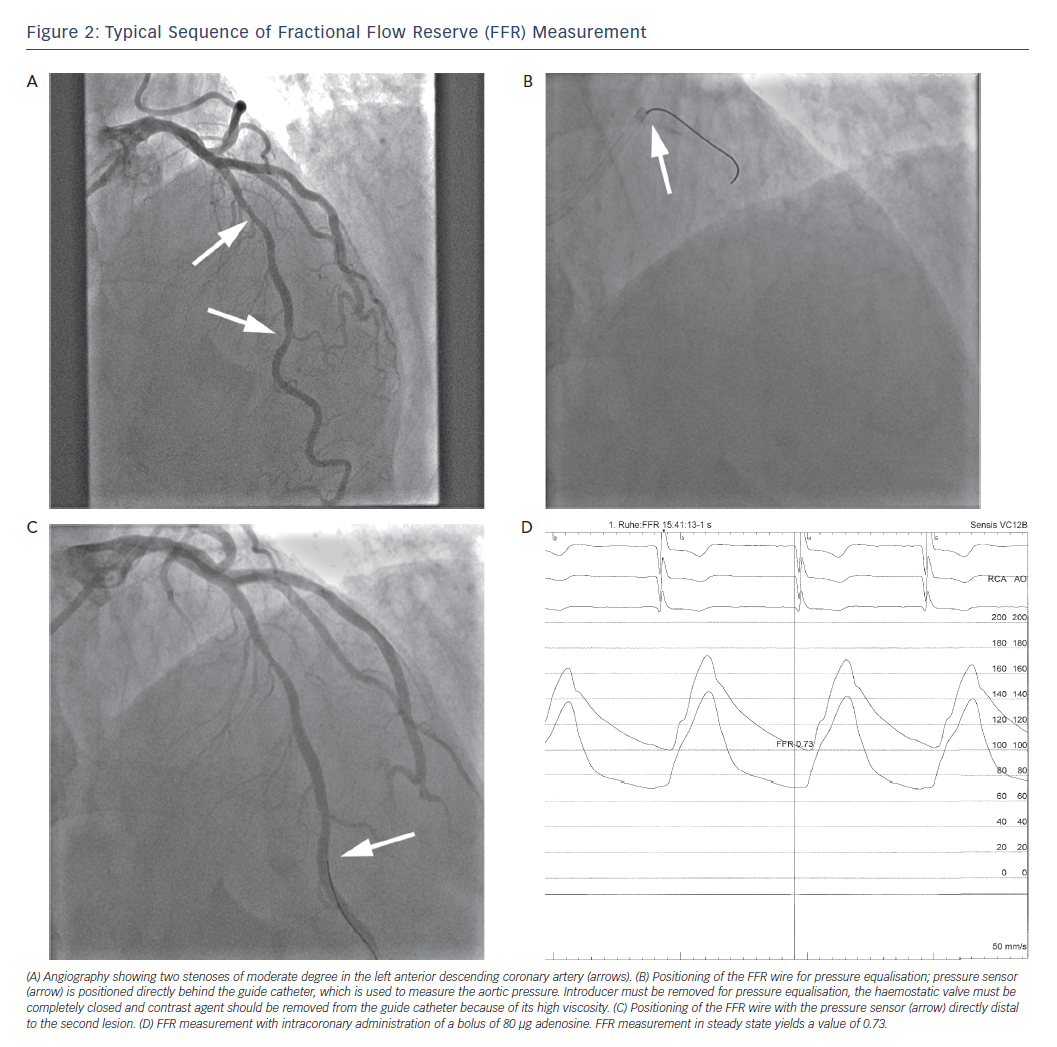 Figure 2: Typical Sequence of Fractional Flow Reserve (FFR) Measurement
A
B
C
D
1. Ruhe:FFR 15:41:13-1 s
Sensis VC12B
2
3
4
5
RCA AO
200 200
180 180
160 160
140 140
120 120
FFR 0.73
100 100
80 80
60 60
40 40
20 20
0 0
50 mm/s
(A) Angiography showing two stenoses of moderate degree in the left anterior descending coronary artery (arrows). (B) Positioning of the FFR wire for pressure equalisation; pressure sensor
(arrow) is positioned directly behind the guide catheter, which is used to measure the aortic pressure. Introducer must be removed for pressure equalisation, the haemostatic valve must be
completely closed and contrast agent should be removed from the guide catheter because of its high viscosity. (C) Positioning of the FFR wire with the pressure sensor (arrow) directly distal
to the second lesion. (D) FFR measurement with intracoronary administration of a bolus of 80 µg adenosine. FFR measurement in steady state yields a value of 0.73.